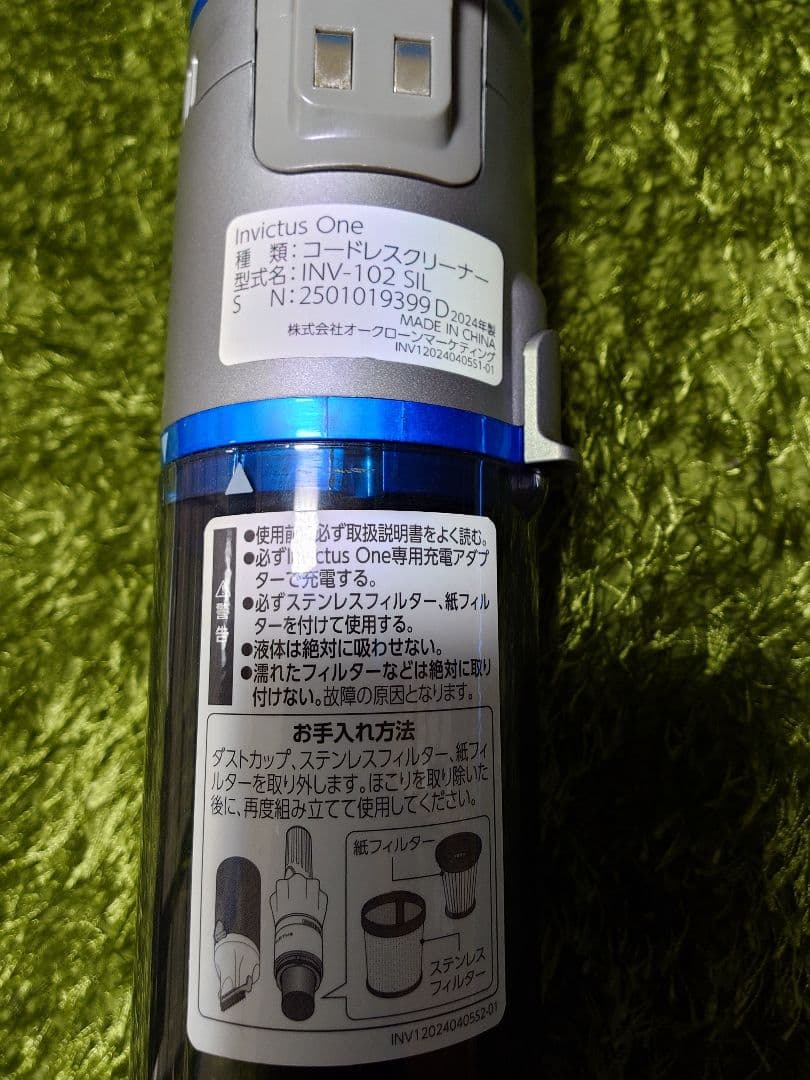 Invictus One
種 類：コードレスクリーナー
型式名：INV-102 SIL
S N：2501019399 D 2024年製
MADE IN CHINA
株式会社オークローンマーケティング
INV120240405S1-01
⚠警告
●使用前 必ず取扱説明書をよく読む。
●必ずInvictus One専用充電アダプ
ターで充電する。
●必ずステンレスフィルター、紙フィル
ターを付けて使用する。
●液体は絶対に吸わせない。
●濡れたフィルターなどは絶対に取り
付けない。故障の原因となります。
お手入れ方法
ダストカップ、ステンレスフィルター、紙フィ
ルターを取り外します。ほこりを取り除いた
後に、再度組み立てて使用してください。
紙フィルター
ステンレス
フィルター
INV120240405S2-01